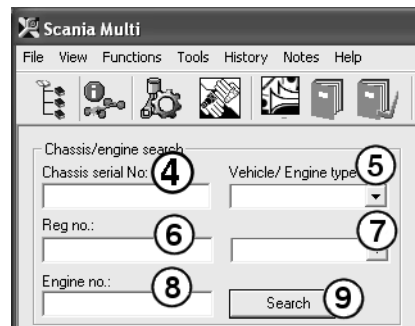 Scania Multi
File View Functions Tools History Notes Help
Chassis/engine search
Chassis serial No: 4 Vehicle/ Engine type 5
Reg no.: 6 7
Engine no.: 8
Search 9